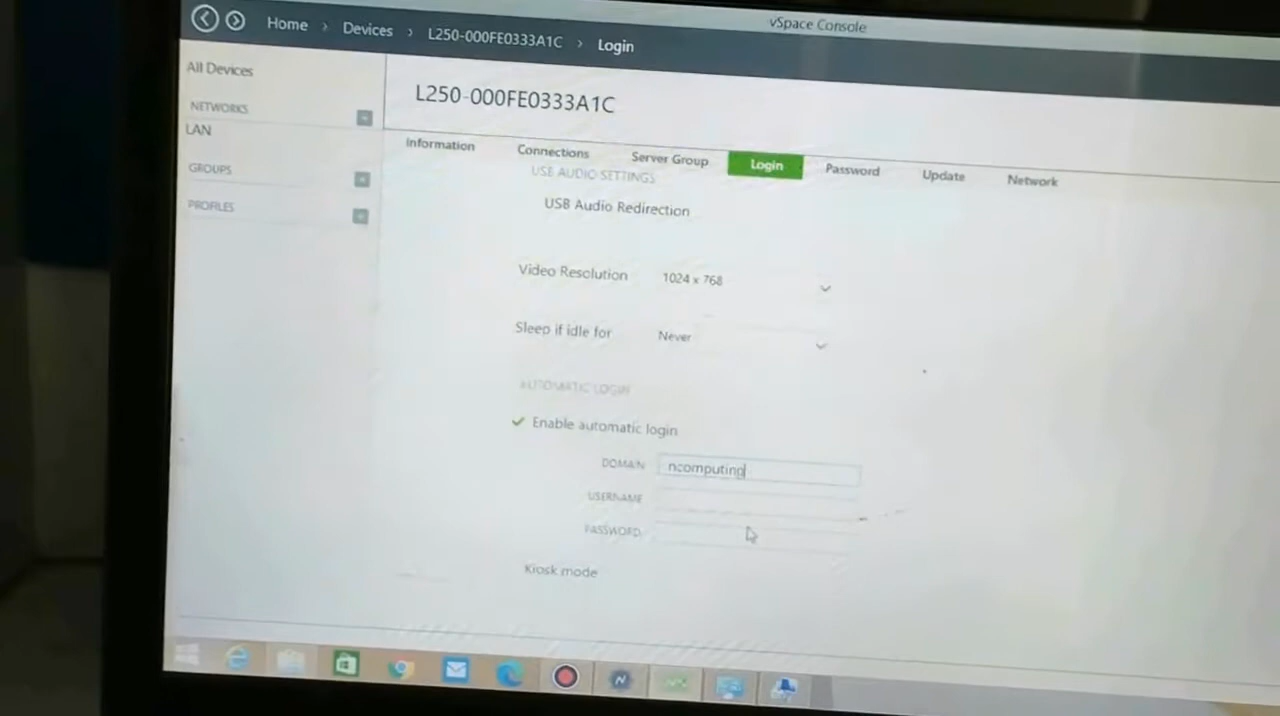 vSpace Console
Home > Devices > L250-000FE0333A1C > Login
All Devices
NETWORKS
LAN
GROUPS
PROFILES
L250-000FE0333A1C
Information Connections Server Group Login Password Update Network
USE AUDIO SETTINGS
USB Audio Redirection
Video Resolution 1024 x 768
Sleep if idle for Never
AUTOMATIC LOGIN
Enable automatic login
DOMAIN ncomputing
USERNAME
PASSWORD
Kiosk mode